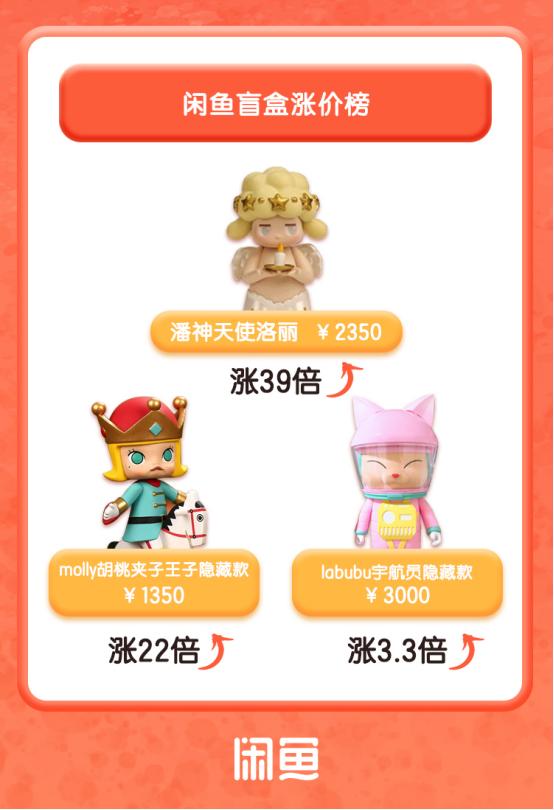 闲鱼盲盒涨价榜
潘神天使洛丽 ¥2350
涨39倍
molly胡桃夹子王子隐藏款
¥1350
labubu宇航员隐藏款
¥3000
涨22倍
涨3.3倍
闲鱼